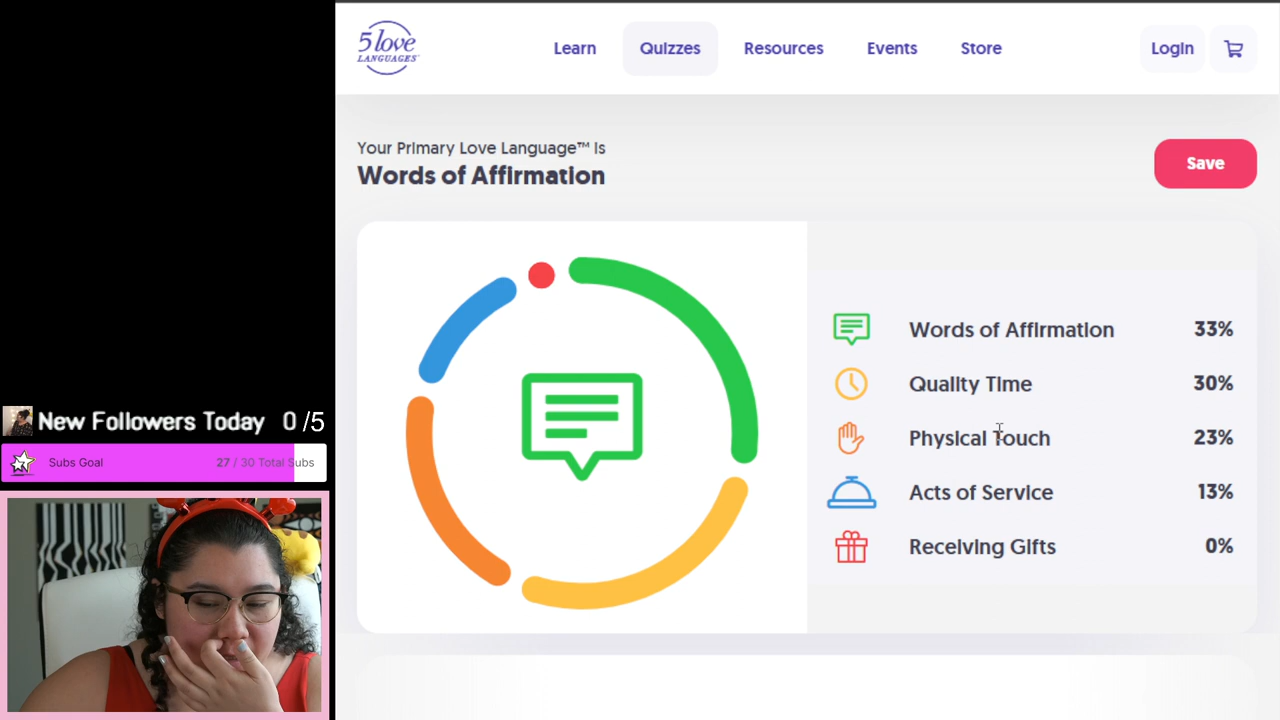 5 love
LANGUAGES™
Learn
Quizzes
Resources
Events
Store
Login
Your Primary Love Language™ Is
Words of Affirmation
Save
Words of Affirmation 33%
Quality Time 30%
Physical Touch 23%
Acts of Service 13%
Receiving Gifts 0%
New Followers Today 0 /5
Subs Goal 27 / 30 Total Subs